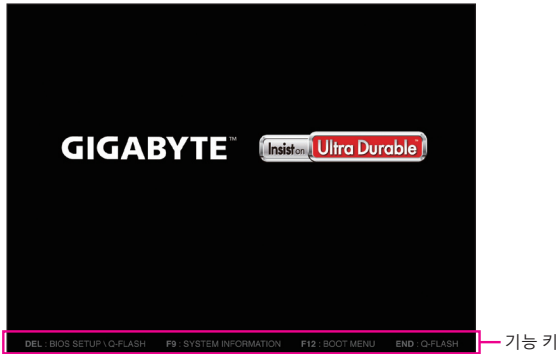 GIGABYTE™
Insist on Ultra Durable™
DEL : BIOS SETUP \ Q-FLASH F9 : SYSTEM INFORMATION F12 : BOOT MENU END : Q-FLASH
기능 키